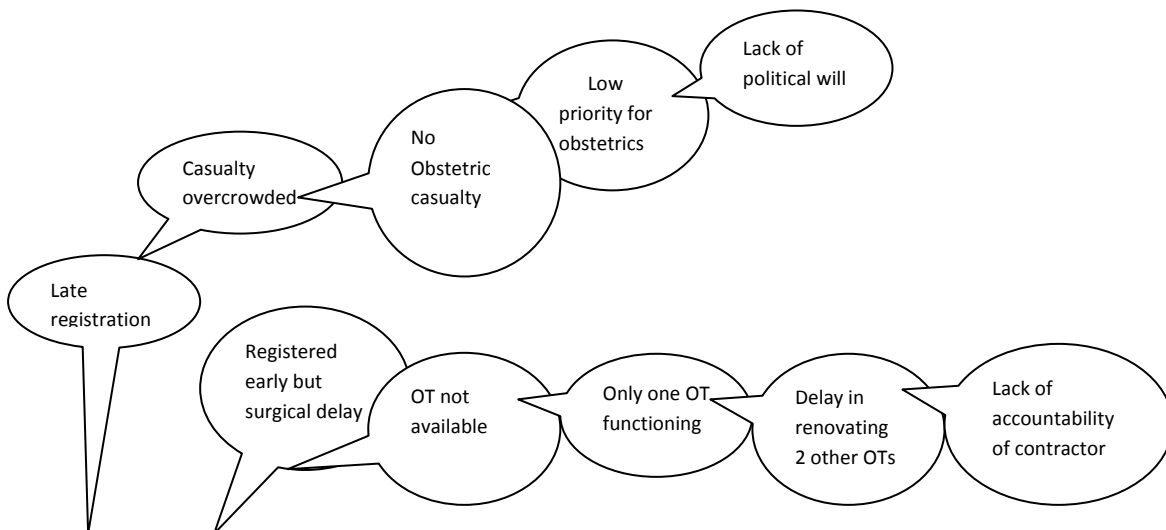 Lack of
political will
Low
priority for
obstetrics
No
Obstetric
casualty
Casualty
overcrowded
Late
registration
Registered
early but
surgical delay
OT not
available
Only one OT
functioning
Delay in
renovating
2 other OTs
Lack of
accountability
of contractor